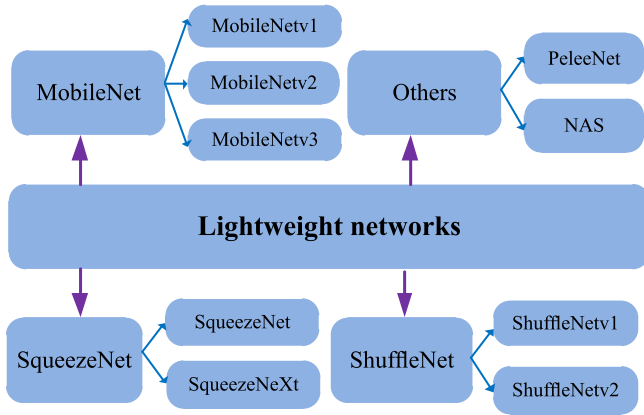 MobileNet
MobileNetv1
MobileNetv2
MobileNetv3
Others
PeleeNet
NAS
Lightweight networks
SqueezeNet
SqueezeNet
SqueezeNeXt
ShuffleNet
ShuffleNetv1
ShuffleNetv2